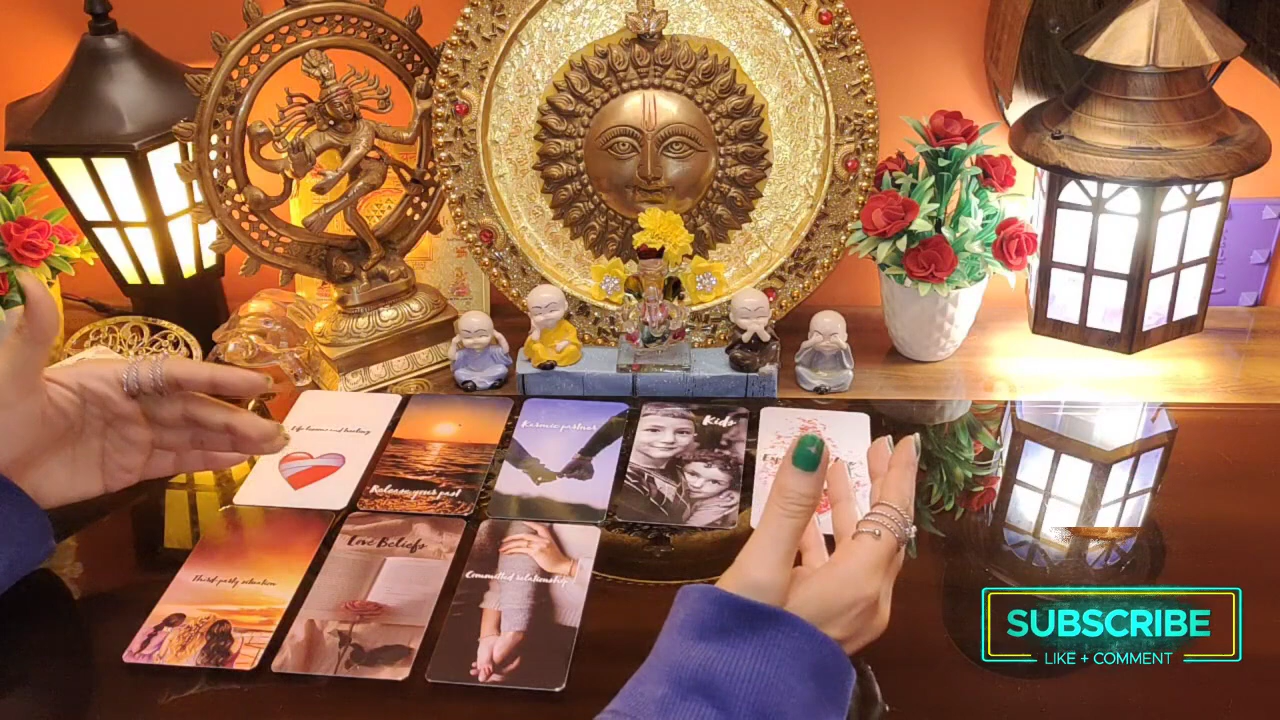 Life lessons and healing
Release your past
Karmic partner
Kids
Third-party situation
Love Beliefs
Committed relationship
SUBSCRIBE
LIKE + COMMENT